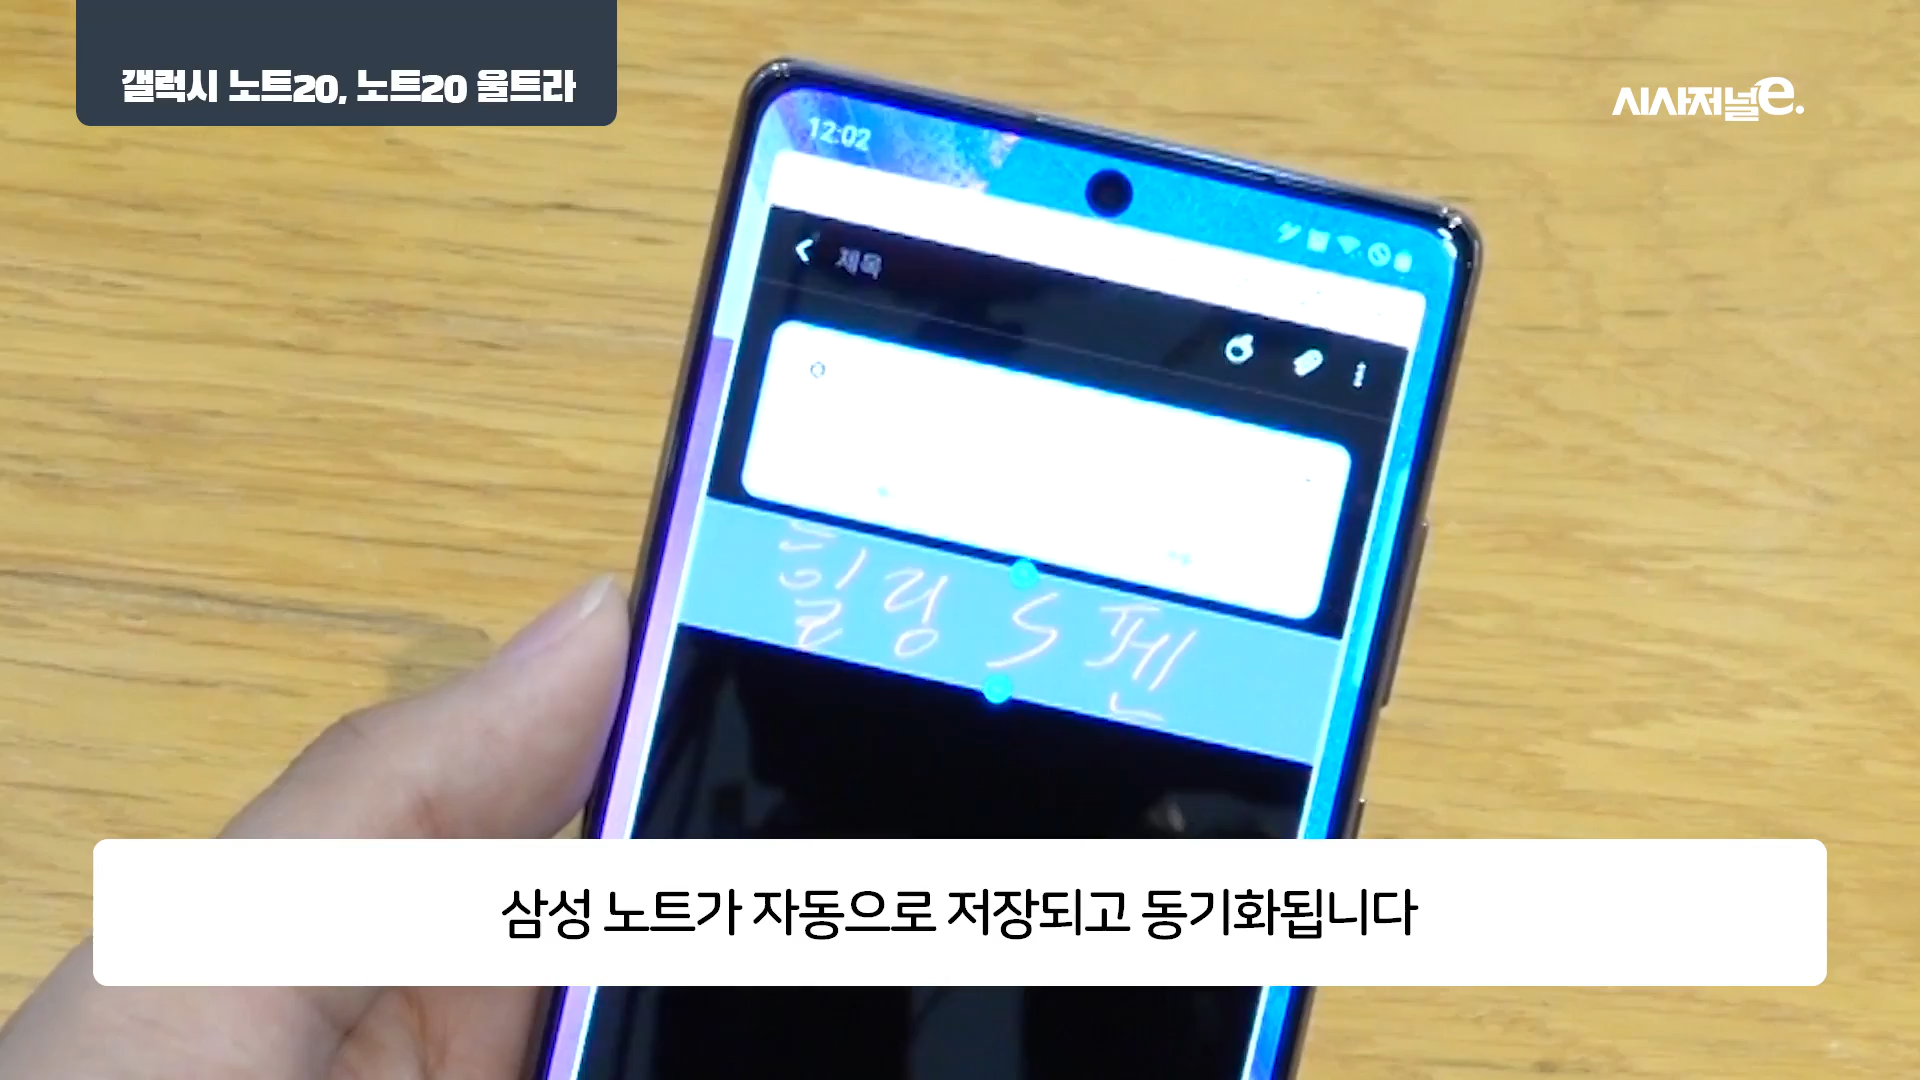 갤럭시 노트20, 노트20 울트라
시사저널e.
12:02
제목
힐링 S펜
삼성 노트가 자동으로 저장되고 동기화됩니다